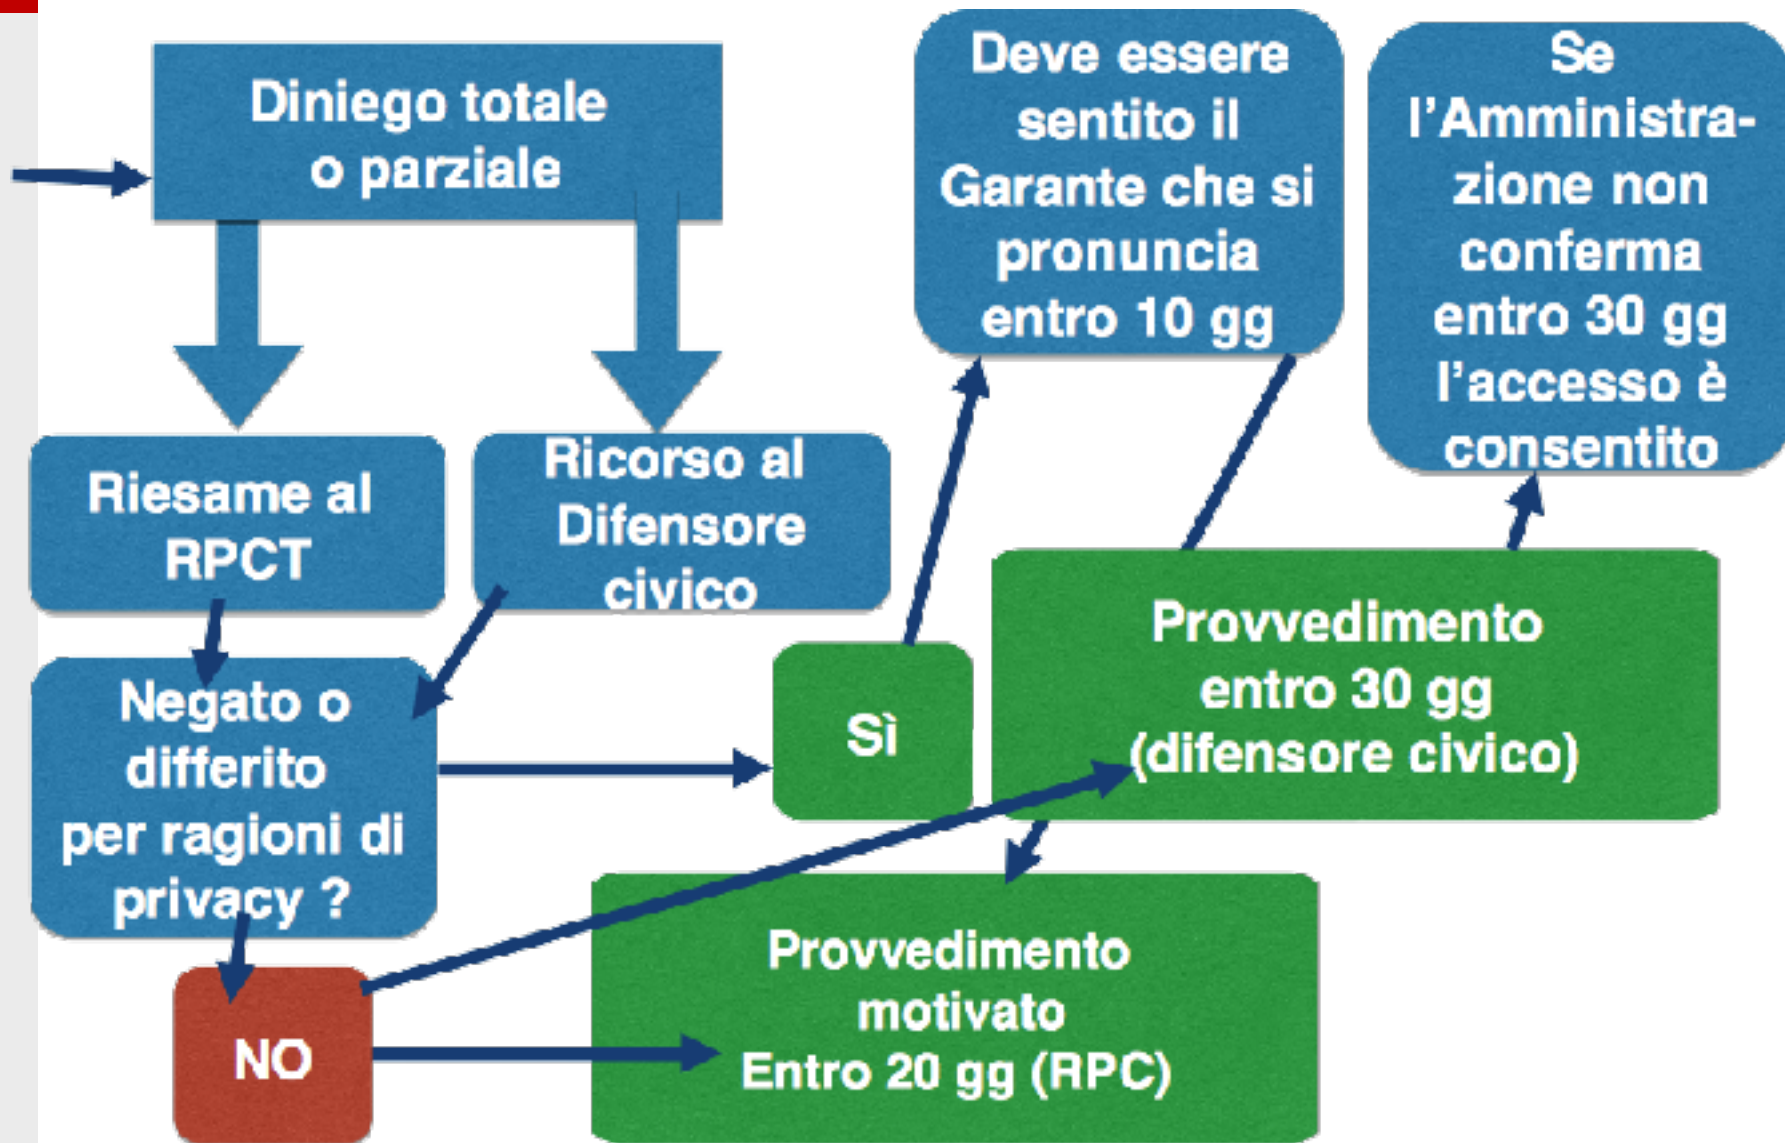 Diniego totale
o parziale
Deve essere
sentito il
Garante che si
pronuncia
entro 10 gg
Se
l'Amministra-
zione non
conferma
entro 30 gg
l'accesso è
consentito
Riesame al
RPCT
Ricorso al
Difensore
civico
Negato o
differito
per ragioni di
privacy ?
Sì
Provvedimento
entro 30 gg
(difensore civico)
NO
Provvedimento
motivato
Entro 20 gg (RPC)